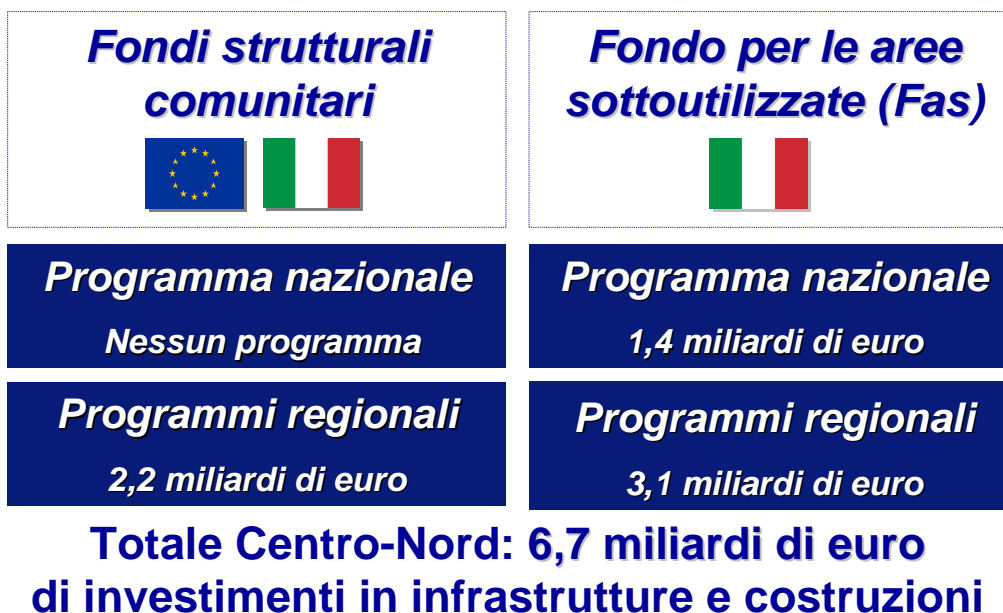 Fondi strutturali
comunitari
Fondo per le aree
sottoutilizzate (Fas)
Programma nazionale
Nessun programma
Programma nazionale
1,4 miliardi di euro
Programmi regionali
2,2 miliardi di euro
Programmi regionali
3,1 miliardi di euro
Totale Centro-Nord: 6,7 miliardi di euro
di investimenti in infrastrutture e costruzioni